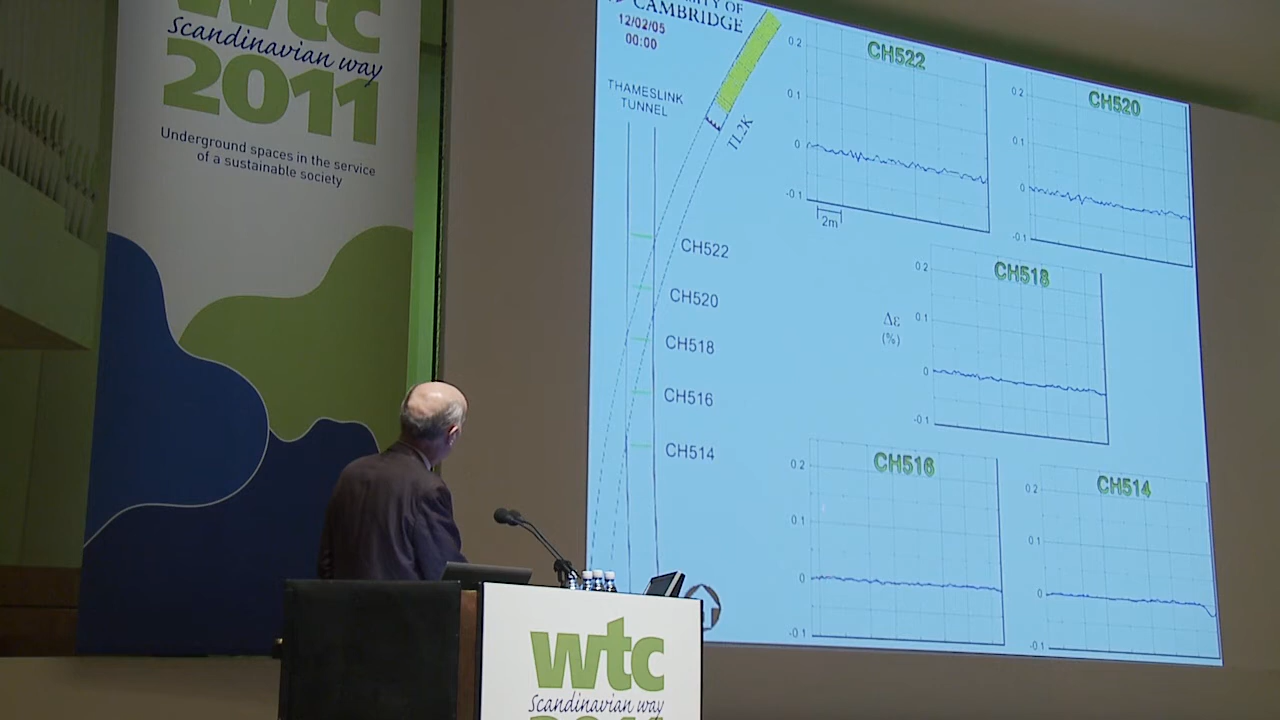 wtc
Scandinavian way
2011
Underground spaces in the service
of a sustainable society
OF
CAMBRIDGE
12/02/05
00:00
THAMESLINK
TUNNEL
TL2K
CH522
CH520
CH518
CH516
CH514
CH522
0 2
0 1
0
-0 1
2m
CH520
0 2
0 1
0
-0 1
CH518
0 2
0 1
0
-0 1
Δε
(%)
CH516
0 2
0 1
0
-0 1
CH514
0 2
0 1
0
-0 1
wtc
Scandinavian way
2011